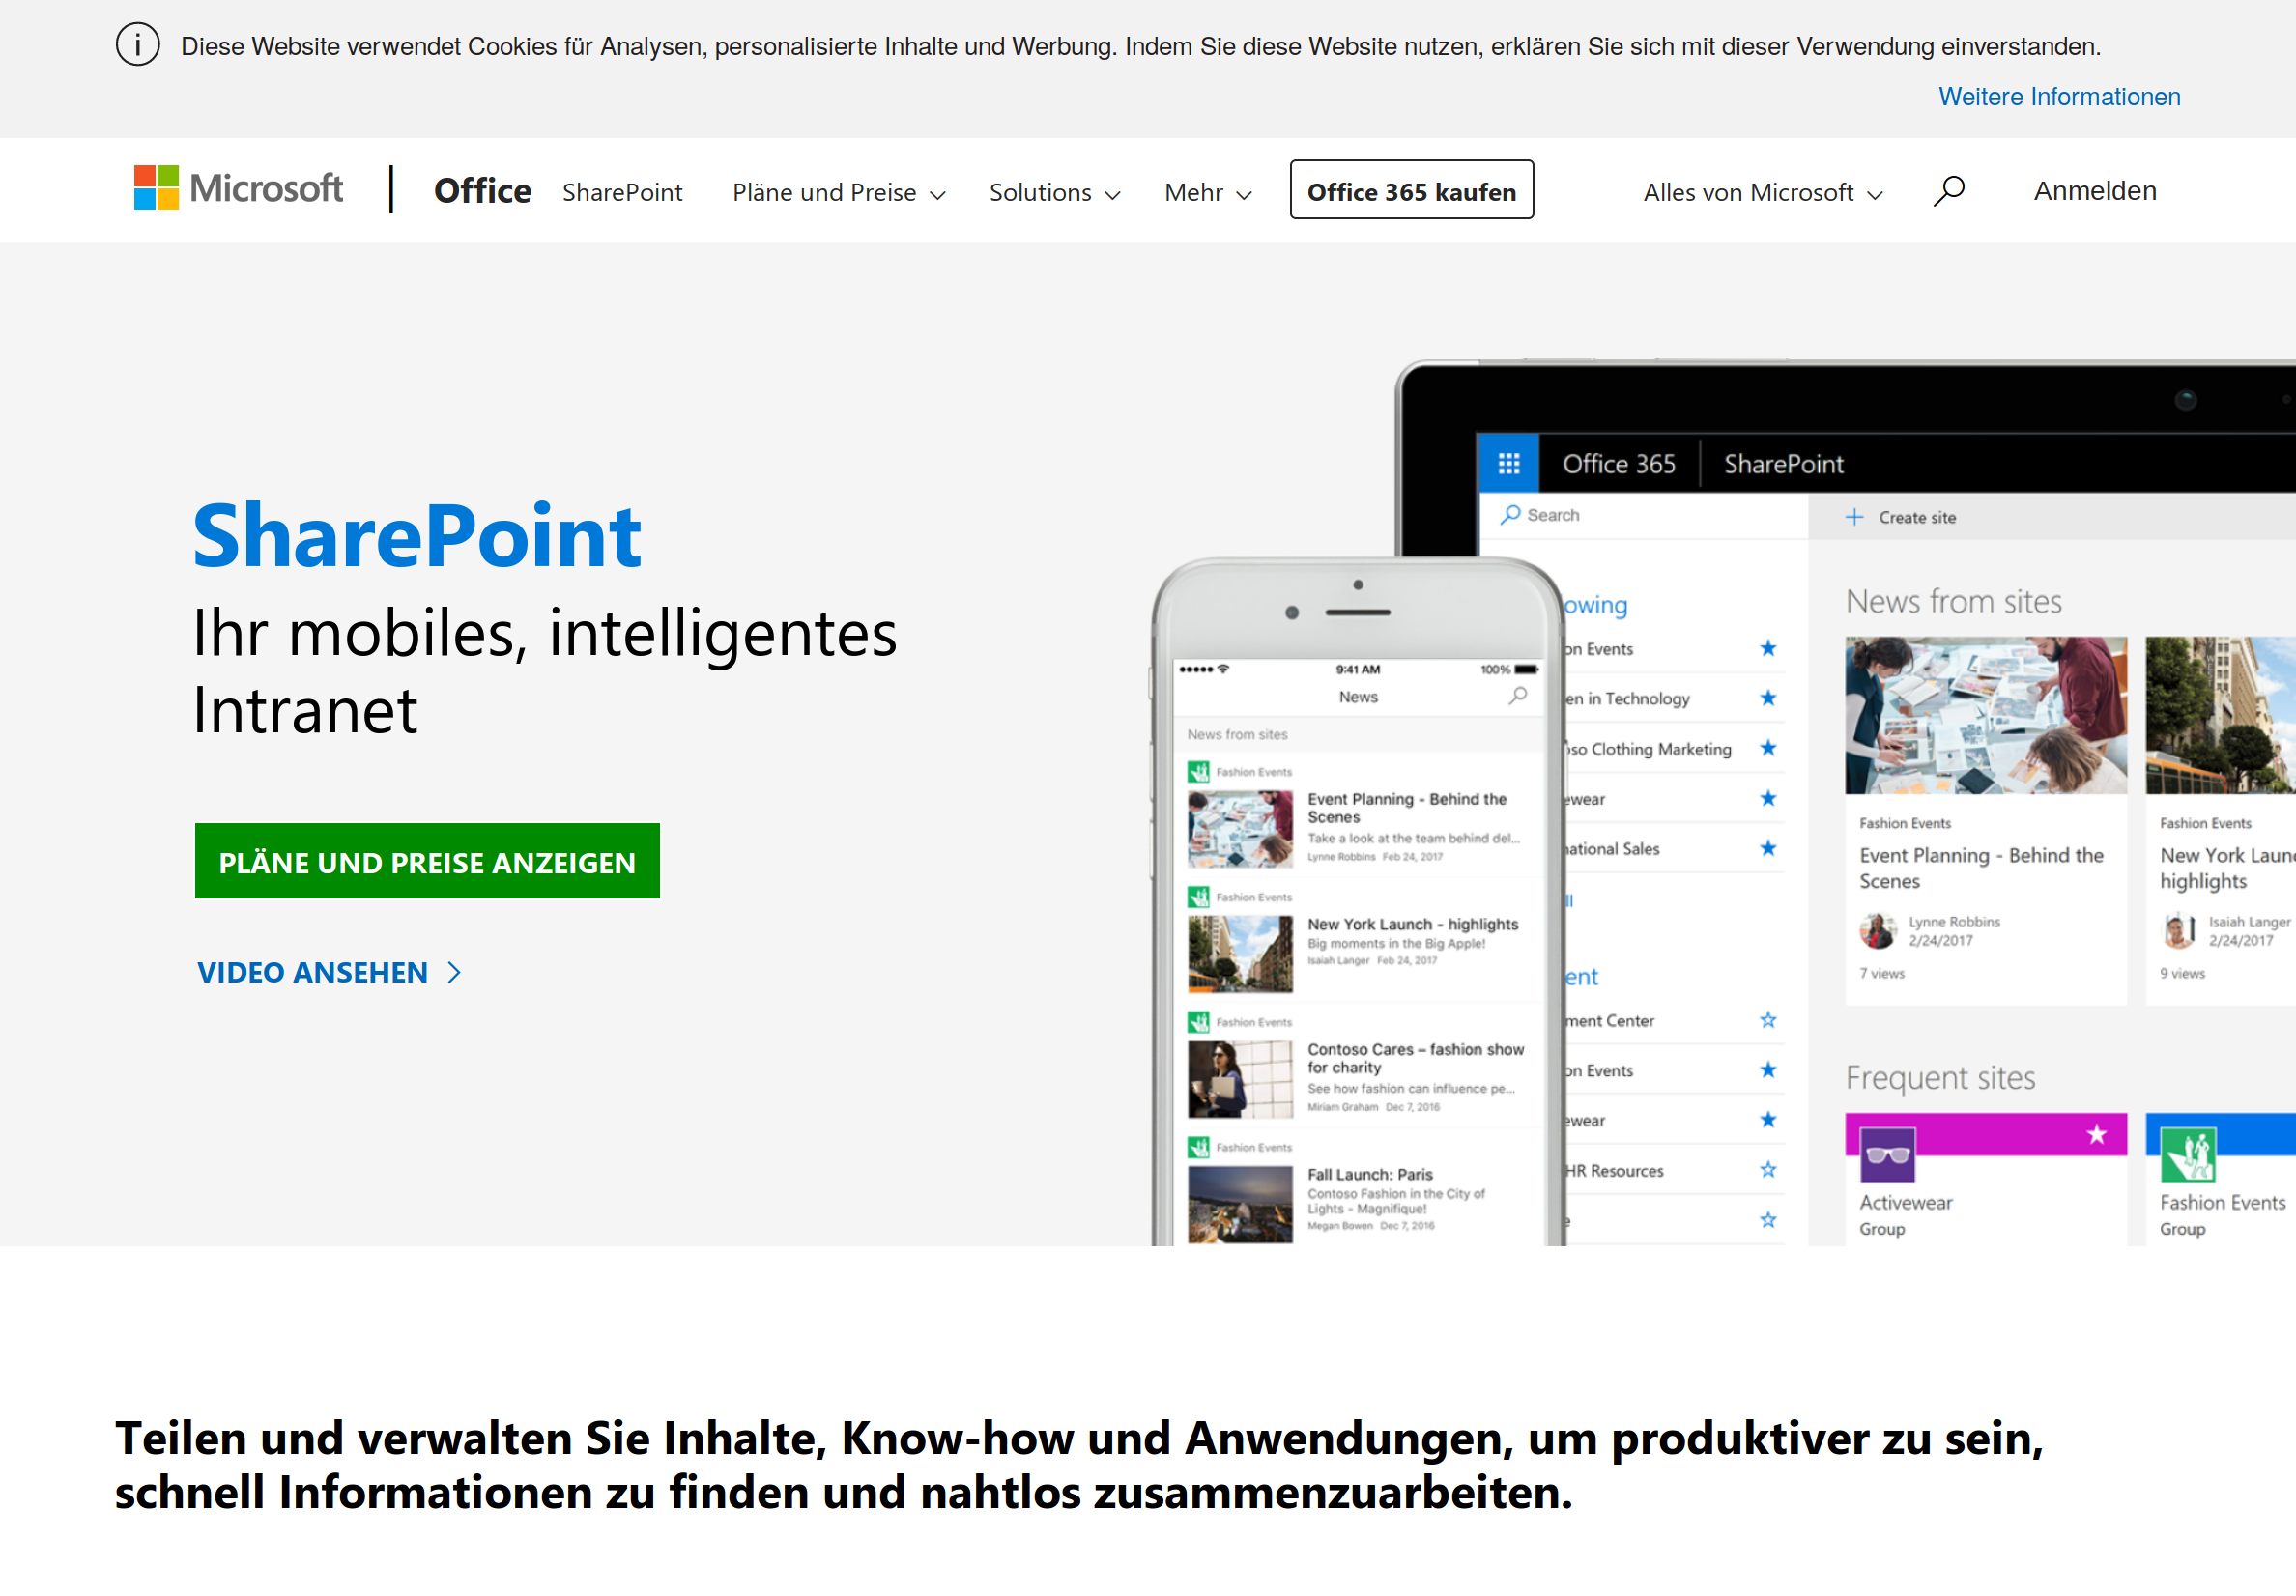 Diese Website verwendet Cookies für Analysen, personalisierte Inhalte und Werbung. Indem Sie diese Website nutzen, erklären Sie sich mit dieser Verwendung einverstanden.
Weitere Informationen
Microsoft
Office
SharePoint
Pläne und Preise
Solutions
Mehr
Office 365 kaufen
Alles von Microsoft
Anmelden
SharePoint
Ihr mobiles, intelligentes
Intranet
PLÄNE UND PREISE ANZEIGEN
VIDEO ANSEHEN
9:41 AM
100%
News
News from sites
Fashion Events
Event Planning - Behind the
Scenes
Take a look at the team behind del...
Lynne Robbins Feb 24, 2017
Fashion Events
New York Launch - highlights
Big moments in the Big Apple!
Isaiah Langer Feb 24, 2017
Fashion Events
Contoso Cares – fashion show
for charity
See how fashion can influence pe...
Miriam Graham Dec 7, 2016
Fashion Events
Fall Launch: Paris
Contoso Fashion in the City of
Lights - Magnifique!
Megan Bowen Dec 7, 2016
Office 365
SharePoint
Search
Create site
owing
on Events
en in Technology
oso Clothing Marketing
ewear
national Sales
ent
ment Center
on Events
ewear
HR Resources
News from sites
Fashion Events
Event Planning - Behind the
Scenes
Lynne Robbins
2/24/2017
7 views
Fashion Events
New York Laun
highlights
Isaiah Langer
2/24/2017
9 views
Frequent sites
Activewear
Group
Fashion Events
Group
Teilen und verwalten Sie Inhalte, Know-how und Anwendungen, um produktiver zu sein,
schnell Informationen zu finden und nahtlos zusammenzuarbeiten.